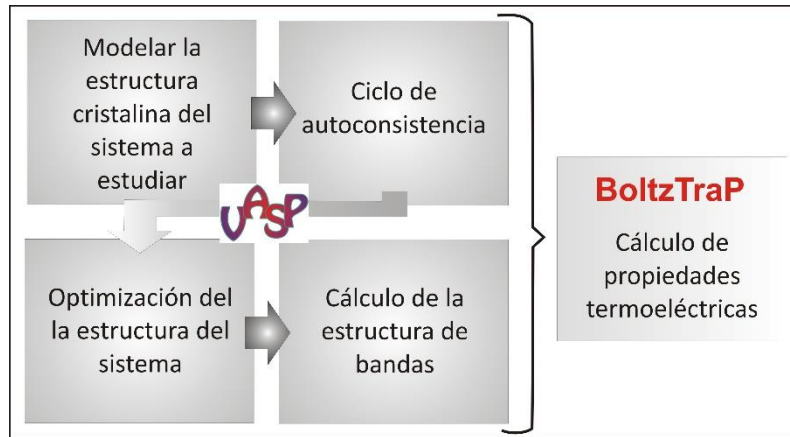 Modelar la
estructura
cristalina del
sistema a
estudiar
Ciclo de
autoconsistencia
VASP
Optimización del
la estructura del
sistema
Cálculo de la
estructura de
bandas
BoltzTraP
Cálculo de
propiedades
termoeléctricas